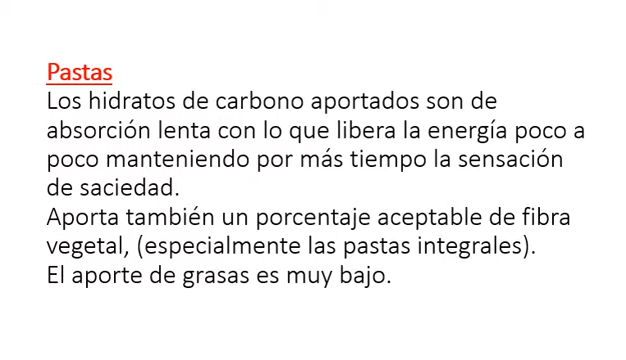 Pastas
Los hidratos de carbono aportados son de
absorción lenta con lo que libera la energía poco a
poco manteniendo por más tiempo la sensación
de saciedad.
Aporta también un porcentaje aceptable de fibra
vegetal, (especialmente las pastas integrales).
El aporte de grasas es muy bajo.